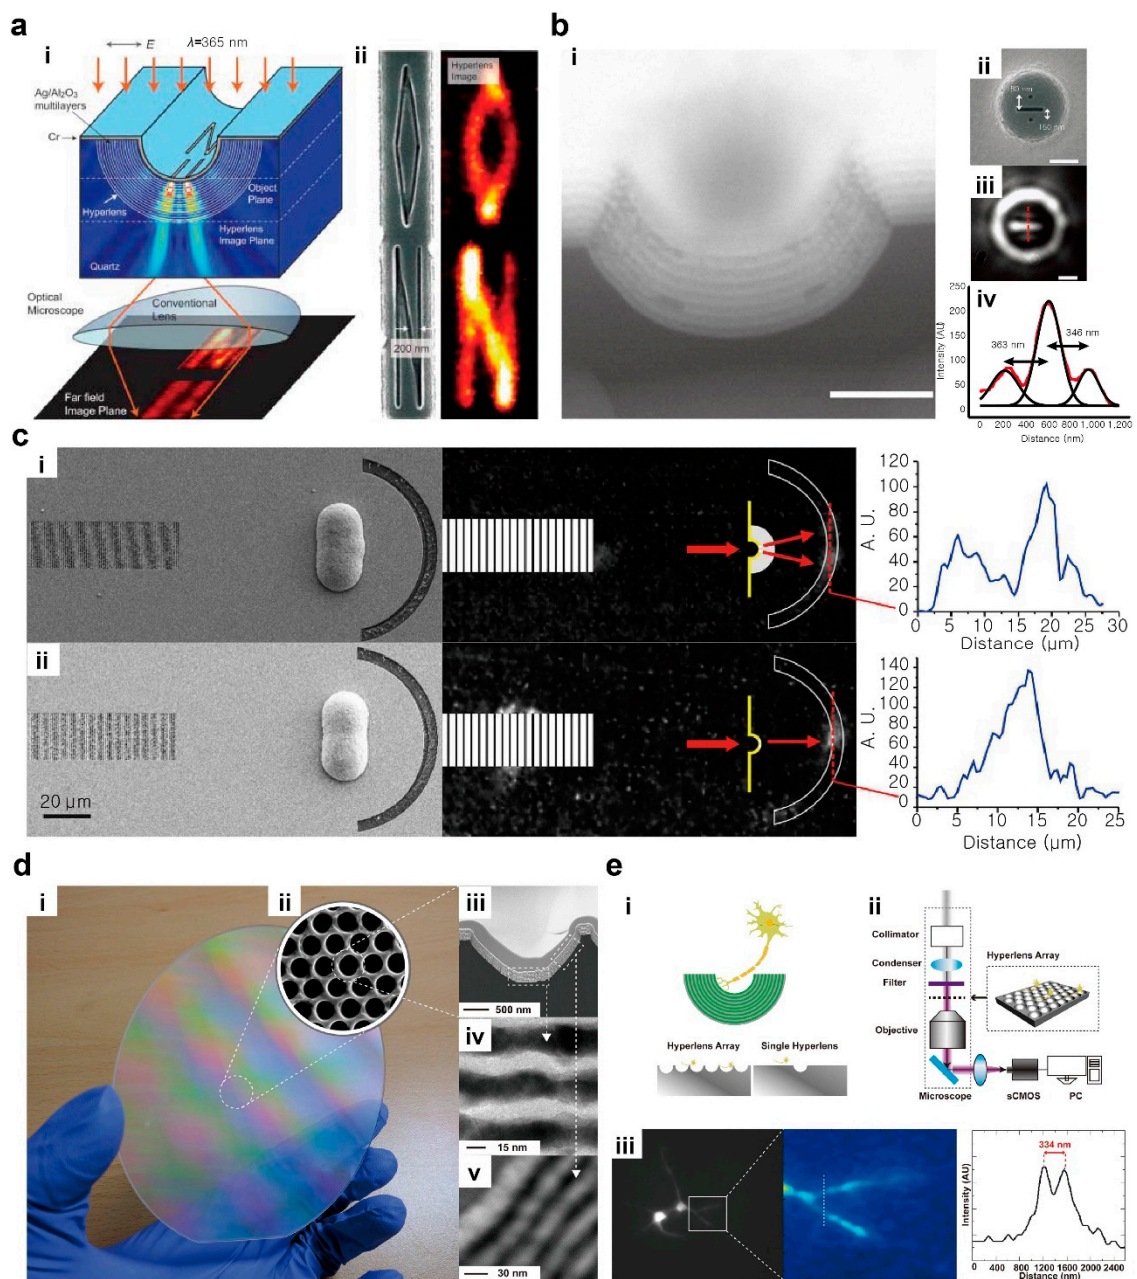 a
i
E
λ=365 nm
Ag/Al₂O₃
multilayers
Cr
Object
Plane
Hyperlens
Hyperlens
Image Plane
Quartz
Optical
Microscope
Conventional
Lens
Far field
Image Plane
ii
200 nm
Hyperlens
Image
b
i
ii
80 nm
150 nm
iii
iv
Intensity (AU)
250
200
150
100
50
0
363 nm
346 nm
0 200 400 600 800 1,000 1,200
Distance (nm)
c
i
A. U.
120
100
80
60
40
20
0
0 5 10 15 20 25 30
Distance (μm)
ii
20 μm
A. U.
140
120
100
80
60
40
20
0
0 5 10 15 20 25
Distance (μm)
d
i
ii
iii
500 nm
iv
15 nm
v
30 nm
e
i
Hyperlens Array
Single Hyperlens
ii
Collimator
Condenser
Filter
Objective
Hyperlens Array
Microscope
sCMOS
PC
iii
334 nm
Intensity (AU)
0 400 800 1200 1600 2000 2400
Distance (nm)